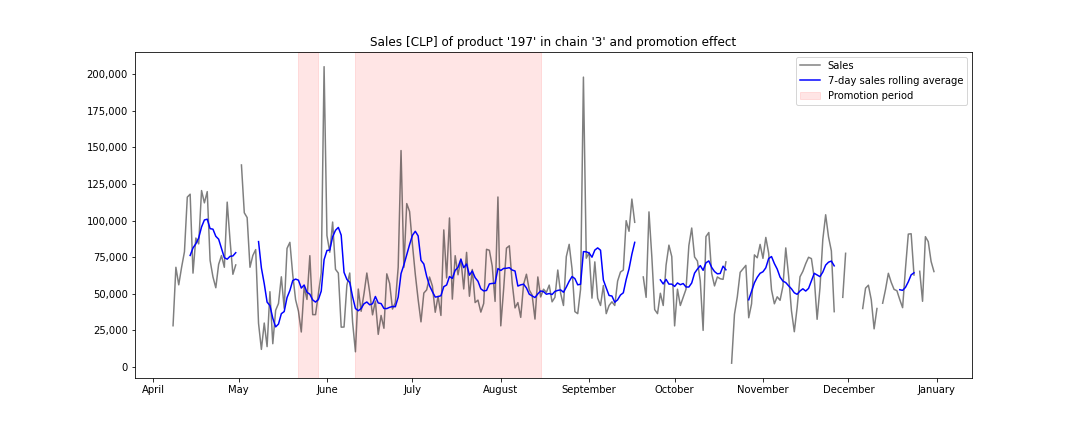 Sales [CLP] of product '197' in chain '3' and promotion effect
200,000
175,000
150,000
125,000
100,000
75,000
50,000
25,000
0
Sales
7-day sales rolling average
Promotion period
April May June July August September October November December January